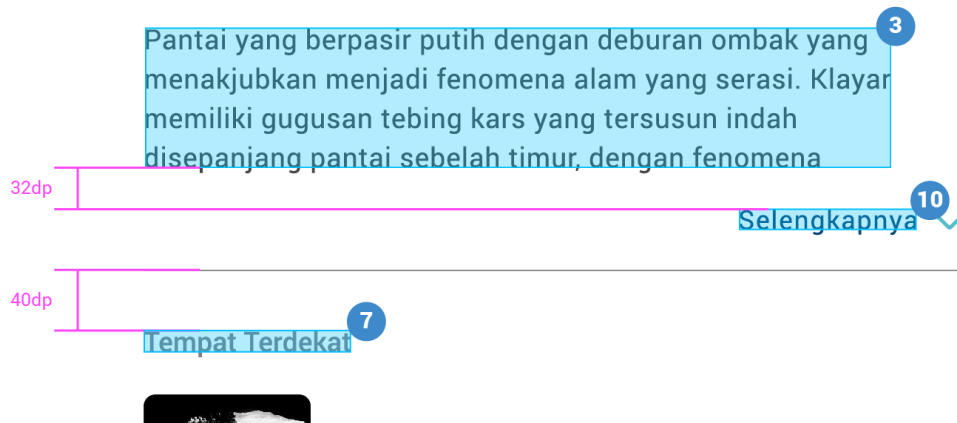 3
Pantai yang berpasir putih dengan deburan ombak yang
menakjubkan menjadi fenomena alam yang serasi. Klayar
memiliki gugusan tebing kars yang tersusun indah
disepanjang pantai sebelah timur, dengan fenomena
32dp
10
Selengkapnya
40dp
7
Tempat Terdekat